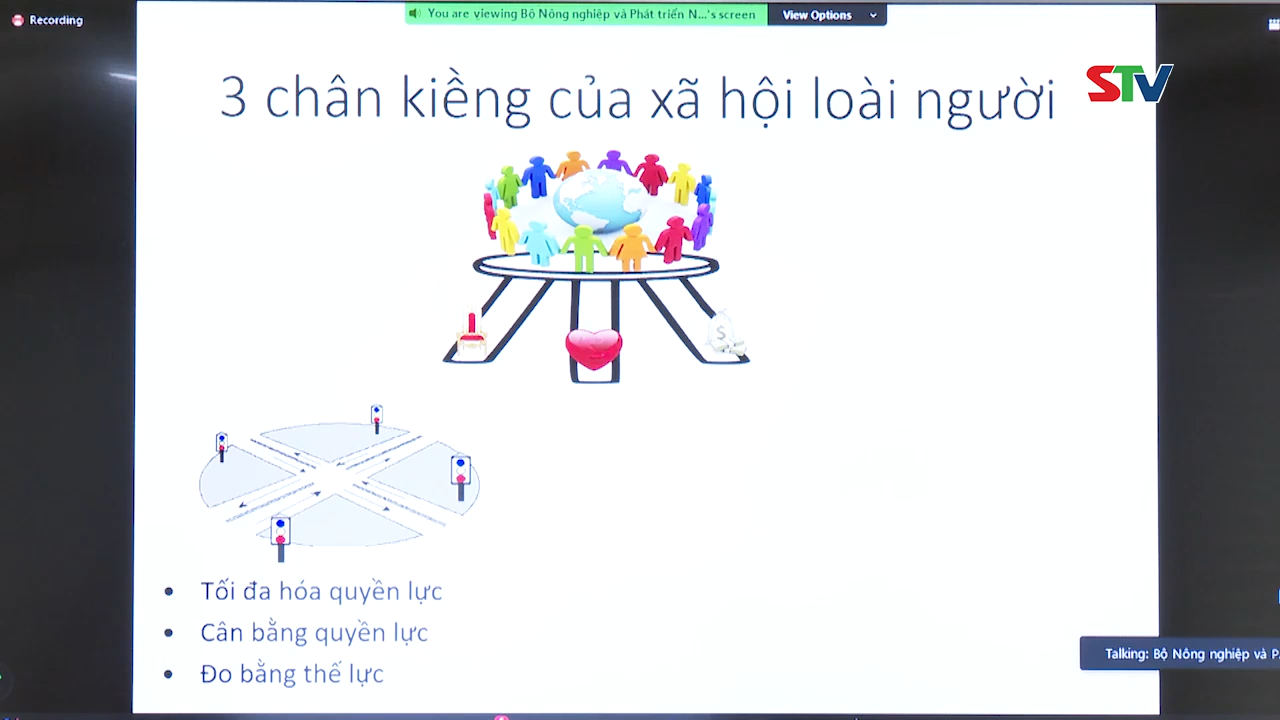 Recording
You are viewing Bộ Nông nghiệp và Phát triển N...'s screen
View Options
3 chân kiềng của xã hội loài người
STV
$
Tối đa hóa quyền lực
Cân bằng quyền lực
Đo bằng thế lực
Talking: Bộ Nông nghiệp và P